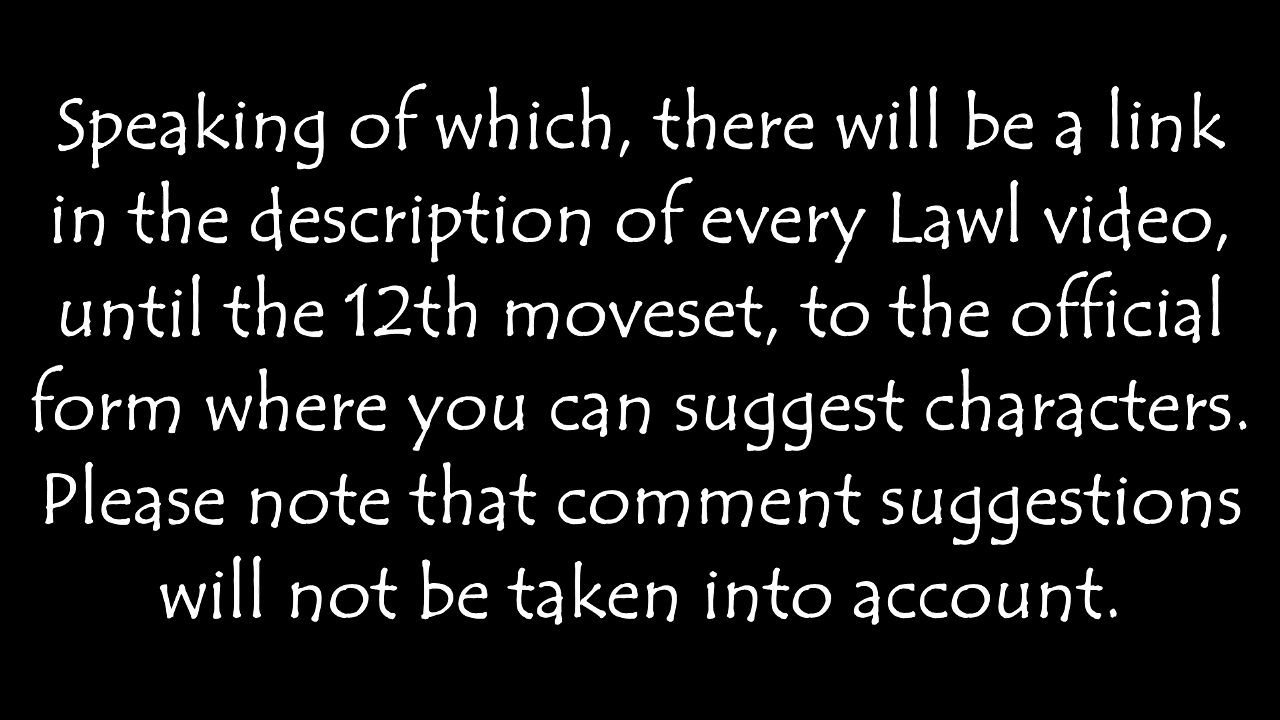 Speaking of which, there will be a link
in the description of every Lawl video,
until the 12th moveset, to the official
form where you can suggest characters.
Please note that comment suggestions
will not be taken into account.